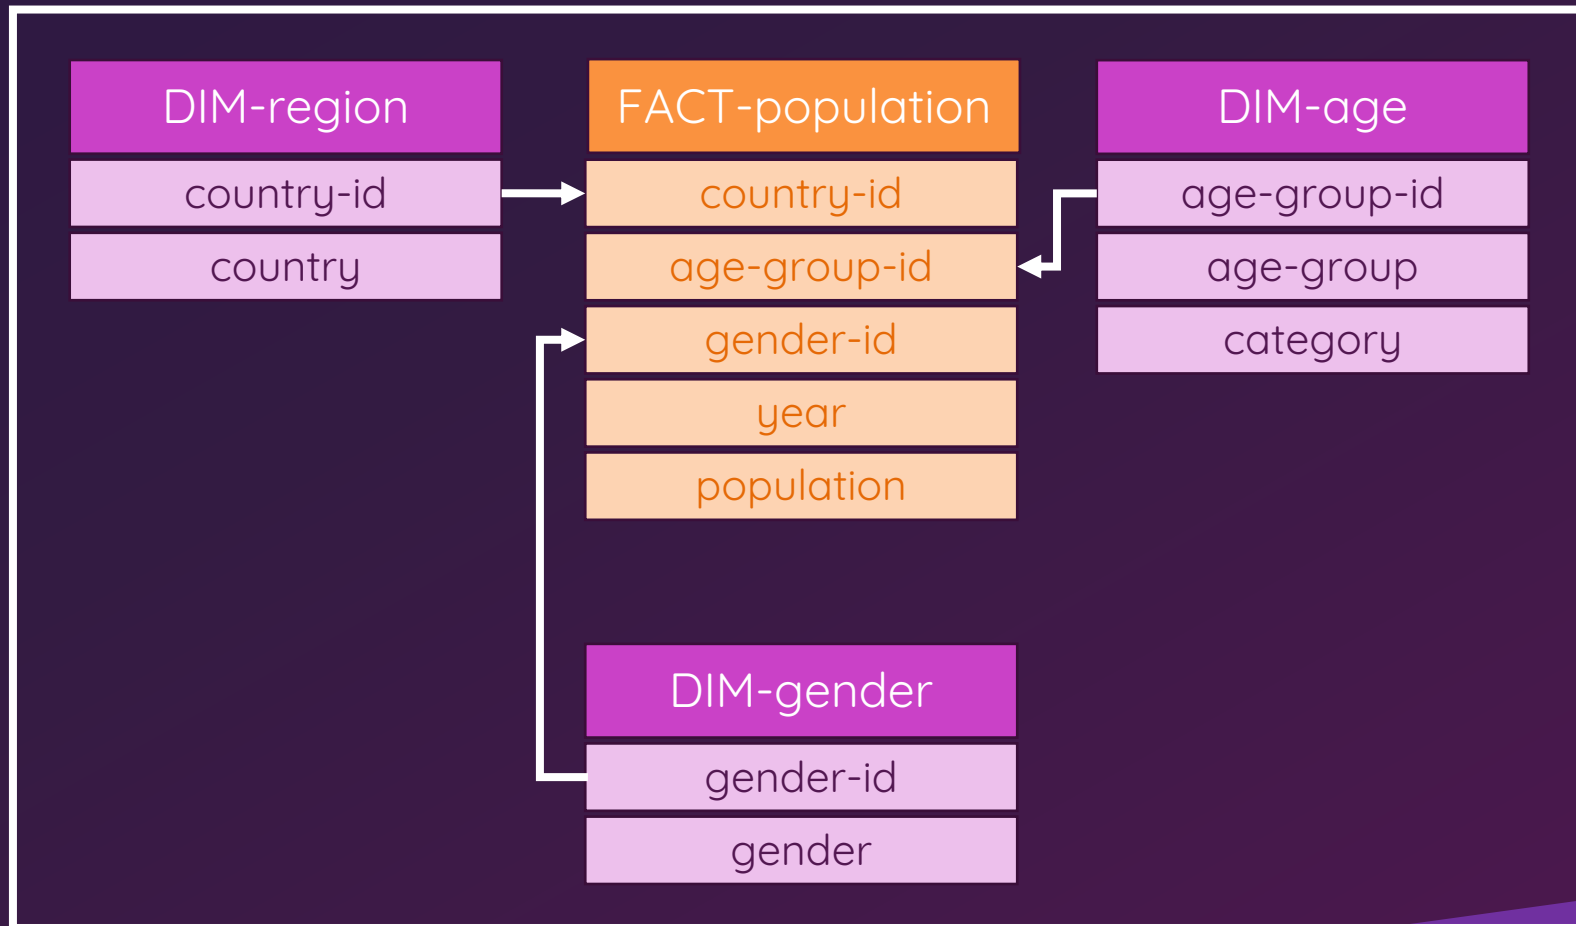 DIM-region
country-id
country
FACT-population
country-id
age-group-id
gender-id
year
population
DIM-age
age-group-id
age-group
category
DIM-gender
gender-id
gender